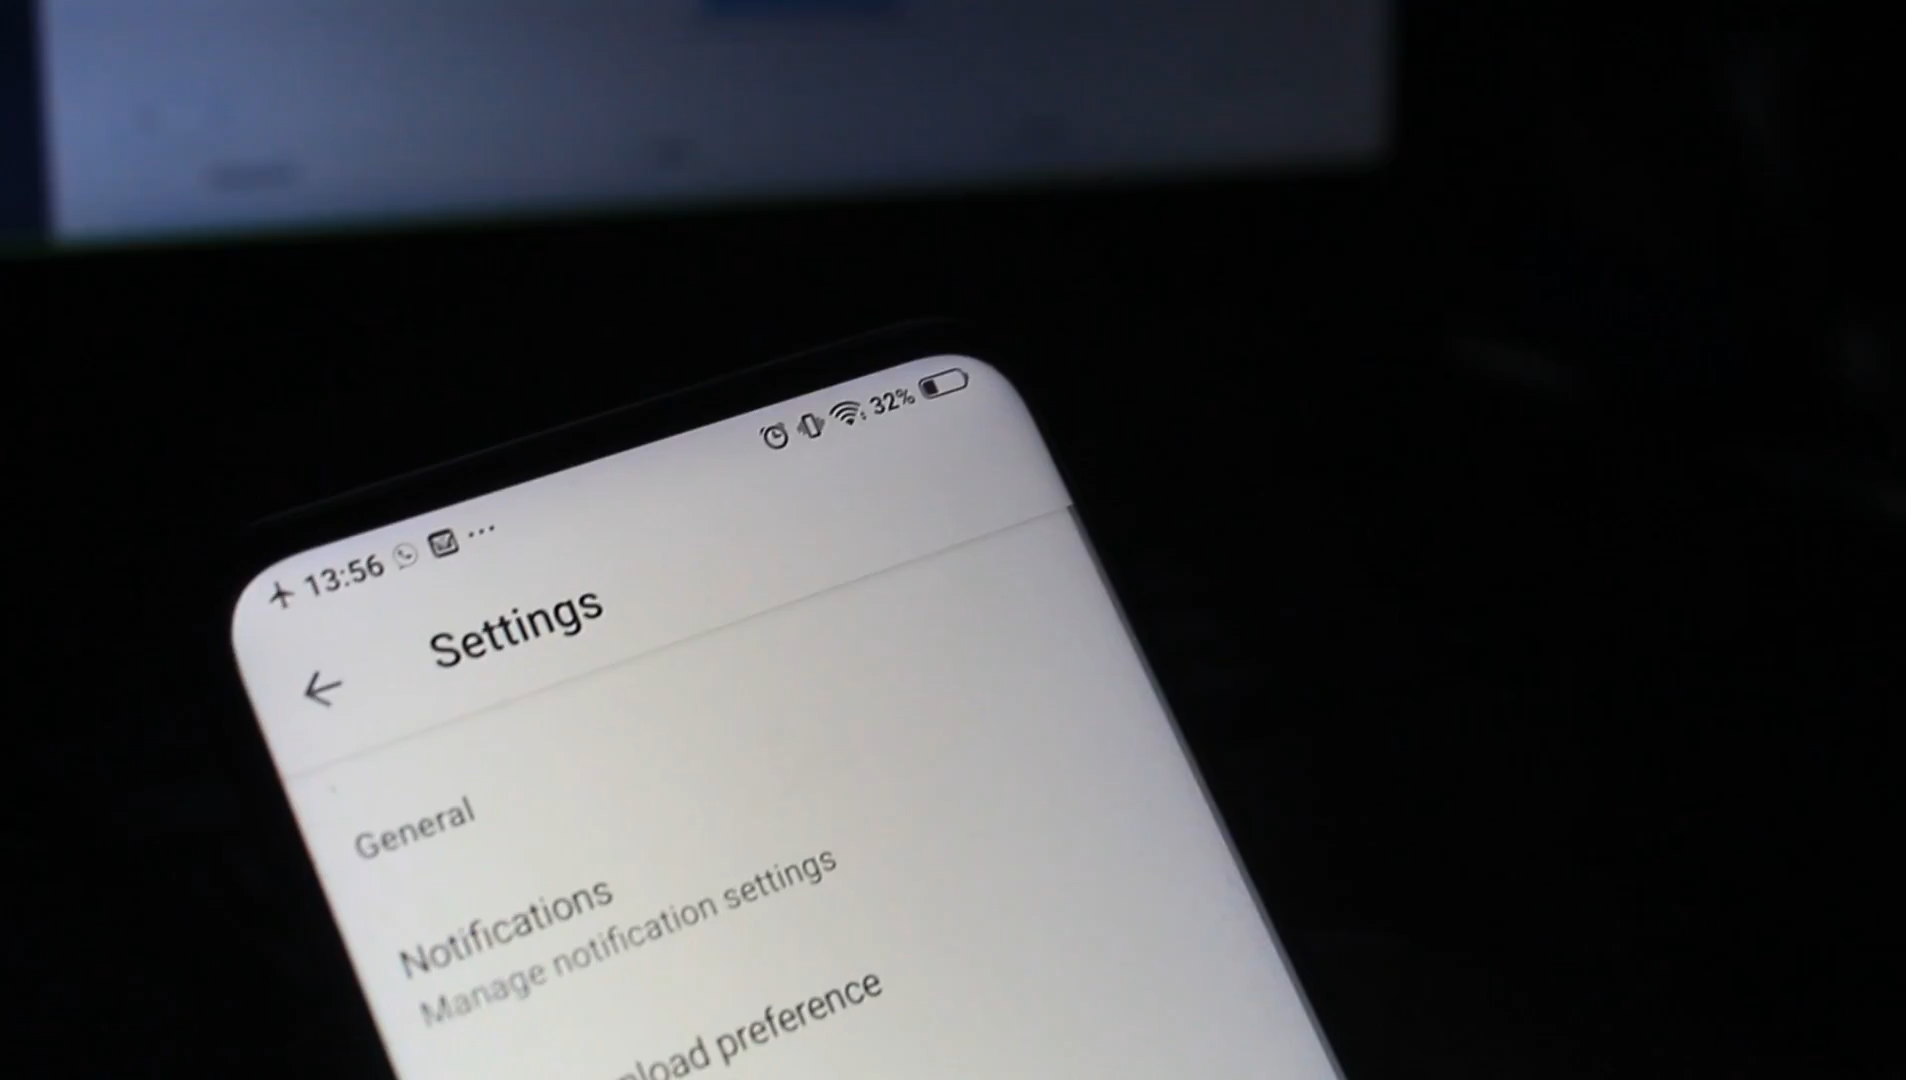 13:56 ... 32%
Settings
General
Notifications
Manage notification settings
preference